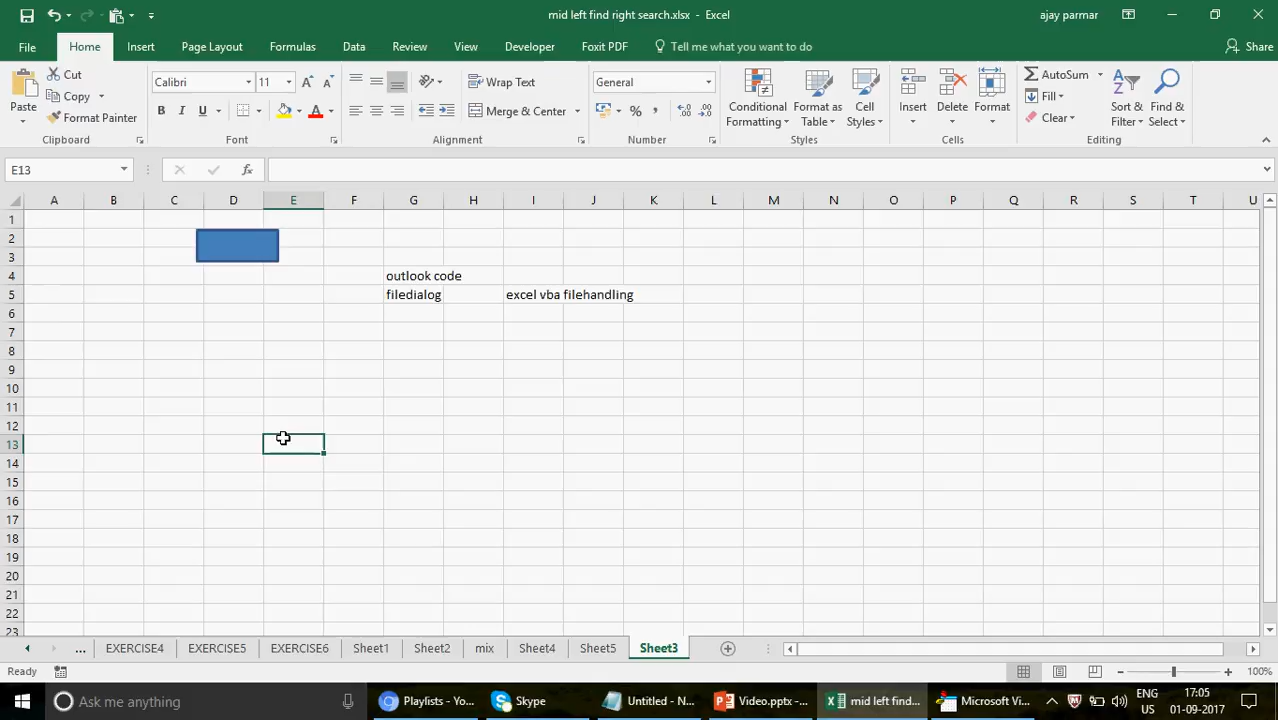 mid left find right search.xlsx - Excel
ajay parmar
File Home Insert Page Layout Formulas Data Review View Developer Foxit PDF Tell me what you want to do Share
Cut
Copy
Format Painter
Paste
Clipboard
Calibri 11
B I U
Font
Wrap Text
Merge & Center
Alignment
General
Number
Conditional Formatting
Format as Table
Cell Styles
Styles
Insert Delete Format
Cells
AutoSum
Fill
Clear
Sort & Filter
Find & Select
Editing
E13
fx
A B C D E F G H I J K L M N O P Q R S T U
1
2
3
4 outlook code
5 filedialog excel vba filehandling
6
7
8
9
10
11
12
13
14
15
16
17
18
19
20
21
22
23
... EXERCISE4 EXERCISE5 EXERCISE6 Sheet1 Sheet2 mix Sheet4 Sheet5 Sheet3
Ready
100%
Ask me anything
Playlists - Yo...
Skype
Untitled - N...
Video.pptx -...
mid left find...
Microsoft Vi...
ENG
US
17:05
01-09-2017